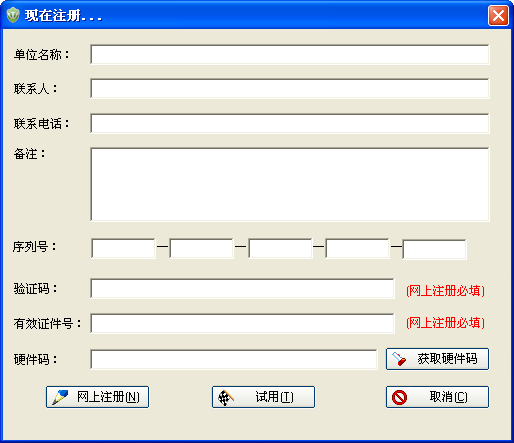 现在注册...
单位名称：
联系人：
联系电话：
备注：
序列号：
验证码： (网上注册必填)
有效证件号： (网上注册必填)
硬件码： 获取硬件码
网上注册(N) 试用(T) 取消(C)